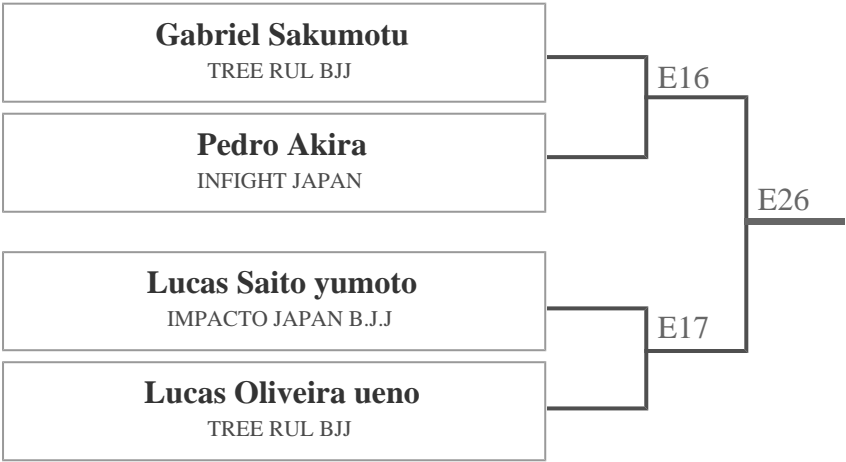 Gabriel Sakumotu
TREE RUL BJJ
E16
Pedro Akira
INFIGHT JAPAN
E26
Lucas Saito yumoto
IMPACTO JAPAN B.J.J
E17
Lucas Oliveira ueno
TREE RUL BJJ